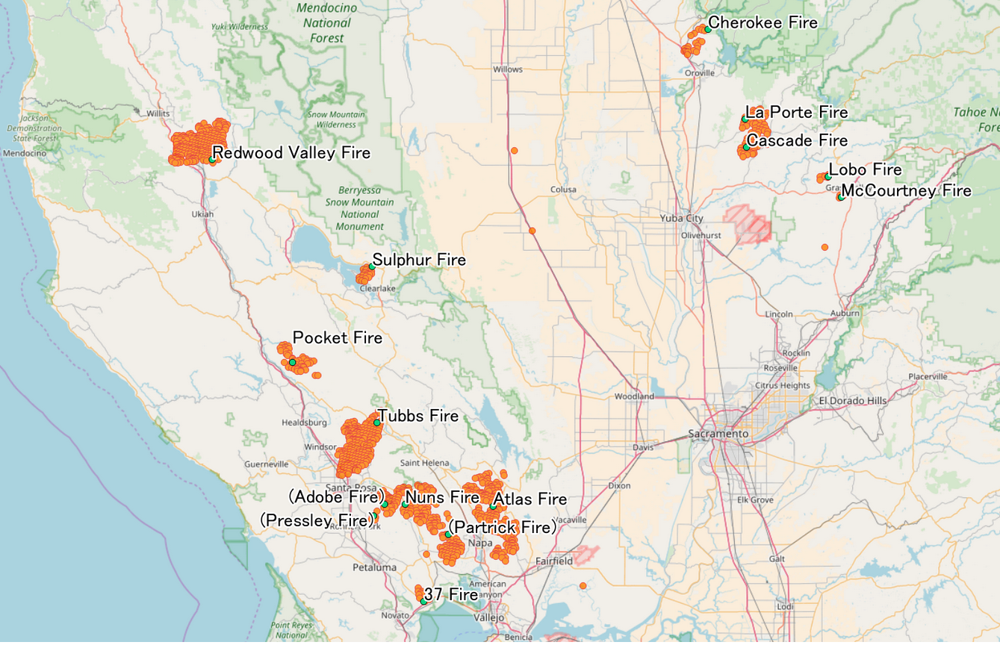 Mendocino
National
Forest
Yuki Wilderness
Cherokee Fire
Willows
Oroville
Willits
Snow Mountain
Wilderness
La Porte Fire
Jackson
Demonstration
State Forest
Cascade Fire
Mendocino
Redwood Valley Fire
Lobo Fire
McCourtney Fire
Berryessa
Snow Mountain
National
Monument
Colusa
Ukiah
Yuba City
Olivehurst
Sulphur Fire
Clearlake
Lincoln
Auburn
Pocket Fire
Rocklin
Roseville
Placerville
Citrus Heights
Woodland
El Dorado Hills
Tubbs Fire
Healdsburg
Sacramento
Windsor
Davis
Guerneville
Saint Helena
Santa Rosa
Dixon
(Adobe Fire)
Nuns Fire
Atlas Fire
Elk Grove
(Pressley Fire)
Vacaville
(Partrick Fire)
Napa
Fairfield
Galt
Petaluma
American
37 Fire
Lodi
Novato
Vallejo
Point Reyes
National
Benicia